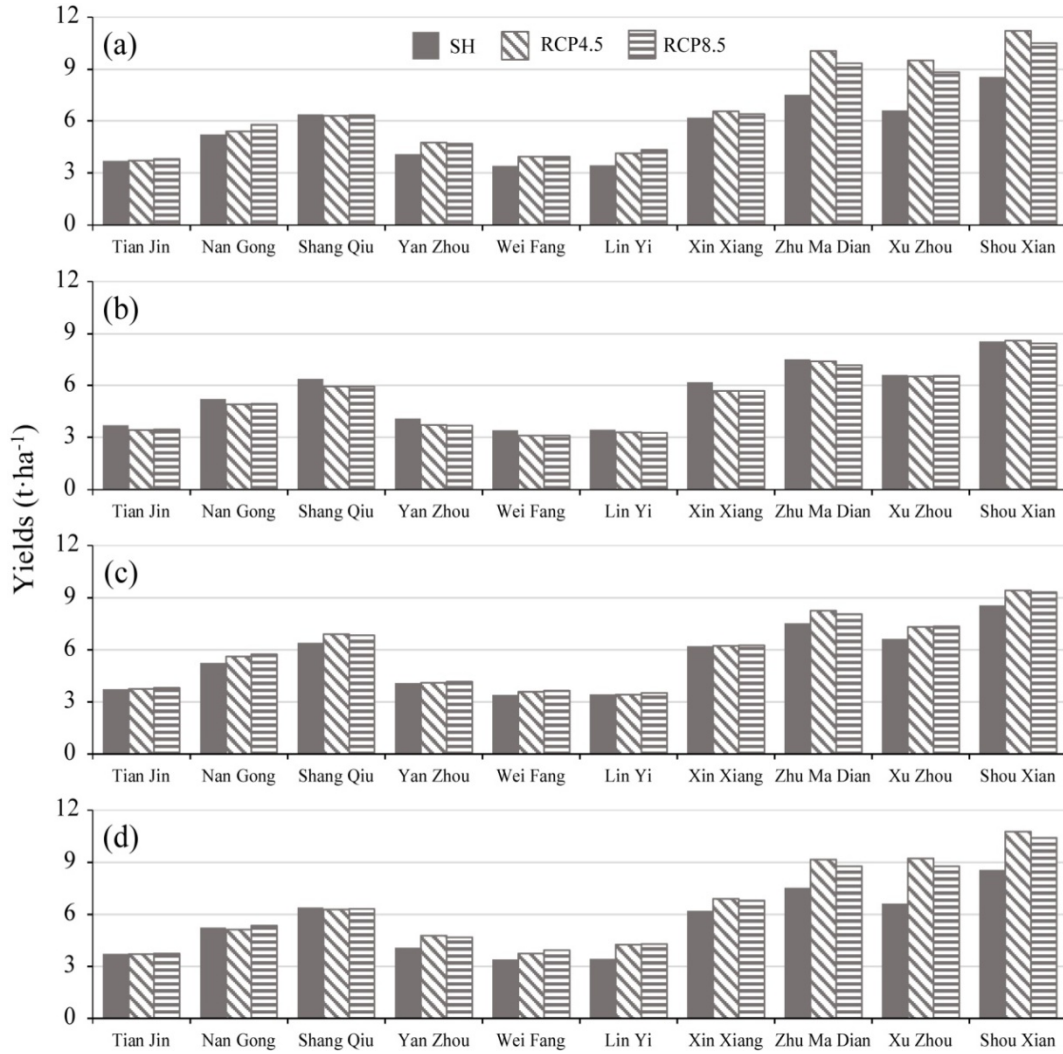 Yields (t·ha⁻¹)
12
(a)
SH
RCP4.5
RCP8.5
9
6
3
0
Tian Jin Nan Gong Shang Qiu Yan Zhou Wei Fang Lin Yi Xin Xiang Zhu Ma Dian Xu Zhou Shou Xian
12
(b)
9
6
3
0
Tian Jin Nan Gong Shang Qiu Yan Zhou Wei Fang Lin Yi Xin Xiang Zhu Ma Dian Xu Zhou Shou Xian
12
(c)
9
6
3
0
Tian Jin Nan Gong Shang Qiu Yan Zhou Wei Fang Lin Yi Xin Xiang Zhu Ma Dian Xu Zhou Shou Xian
12
(d)
9
6
3
0
Tian Jin Nan Gong Shang Qiu Yan Zhou Wei Fang Lin Yi Xin Xiang Zhu Ma Dian Xu Zhou Shou Xian